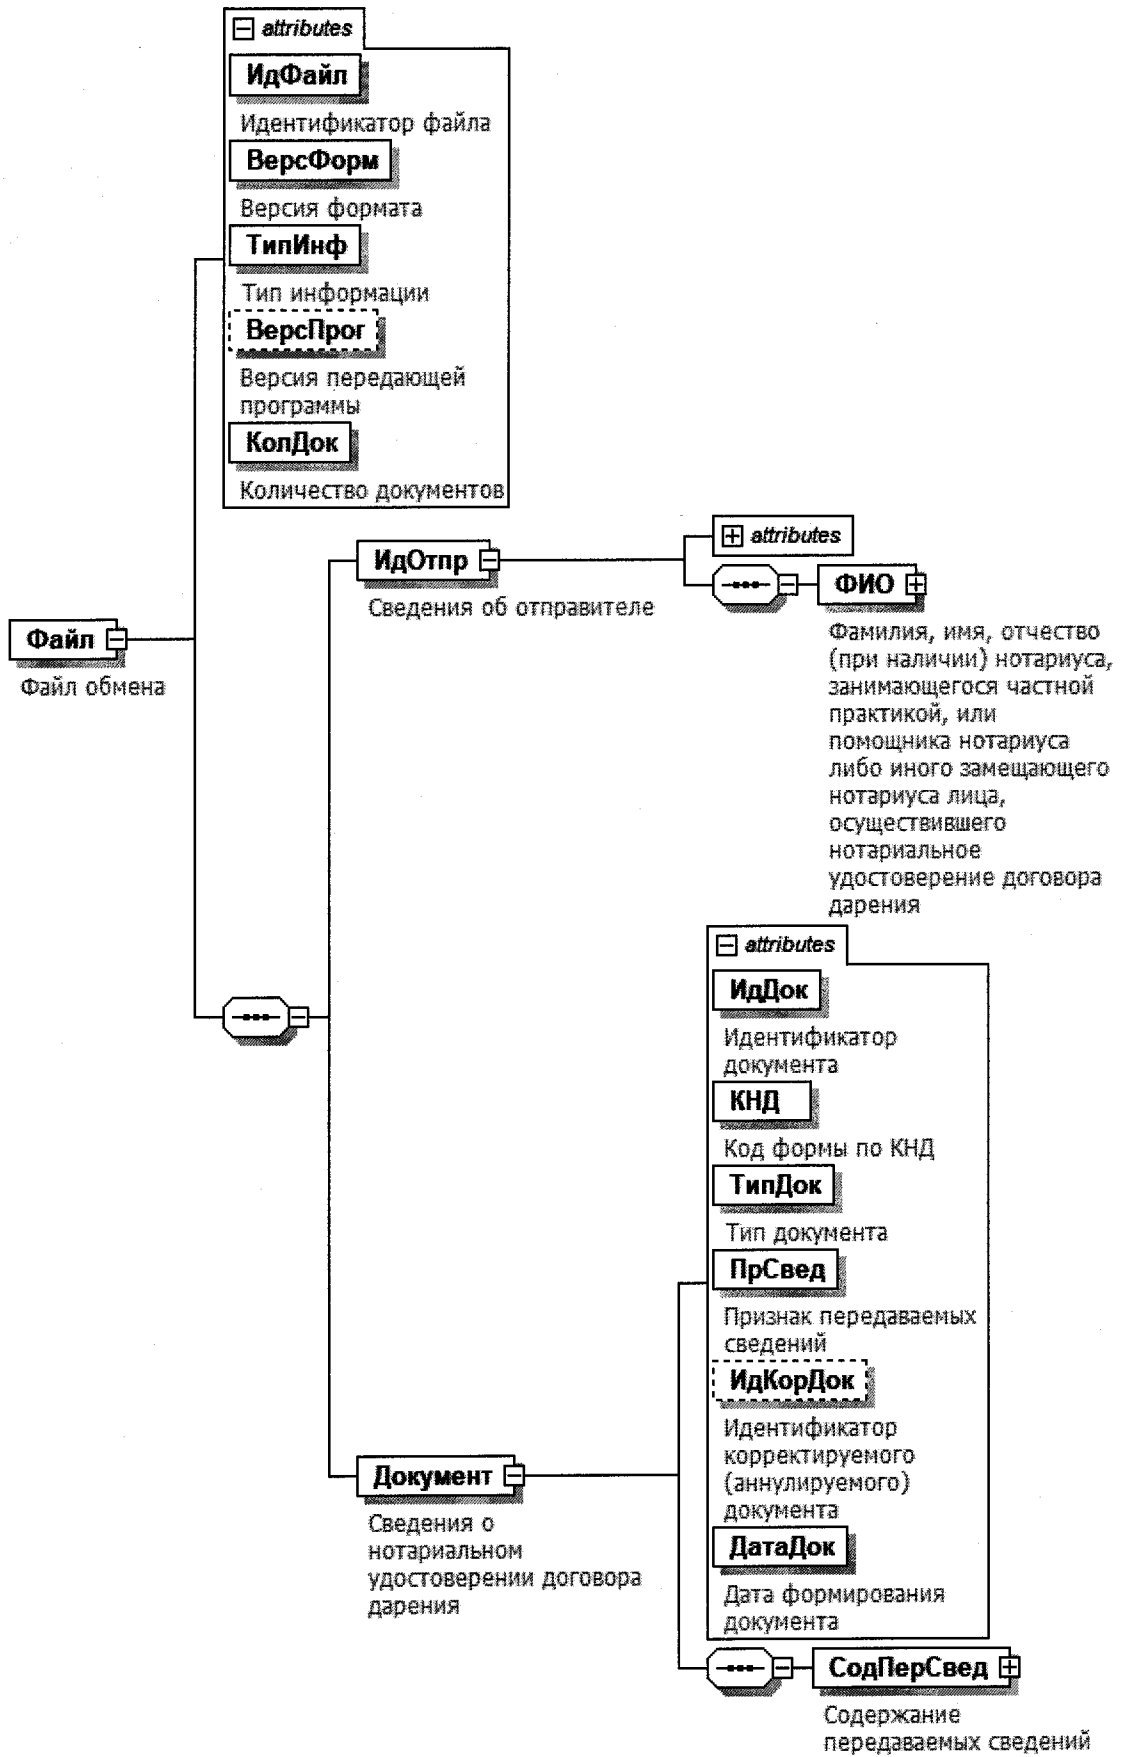 attributes
ИдФайл
Идентификатор файла
ВерсФорм
Версия формата
ТипИнф
Тип информации
ВерсПрог
Версия передающей
программы
КолДок
Количество документов
Файл
Файл обмена
ИдОтпр
Сведения об отправителе
attributes
ФИО
Фамилия, имя, отчество
(при наличии) нотариуса,
занимающегося частной
практикой, или
помощника нотариуса
либо иного замещающего
нотариуса лица,
осуществившего
нотариальное
удостоверение договора
дарения
Документ
Сведения о
нотариальном
удостоверении договора
дарения
attributes
ИдДок
Идентификатор
документа
КНД
Код формы по КНД
ТипДок
Тип документа
ПрСвед
Признак передаваемых
сведений
ИдКорДок
Идентификатор
корректируемого
(аннулируемого)
документа
ДатаДок
Дата формирования
документа
СодПерСвед
Содержание
передаваемых сведений